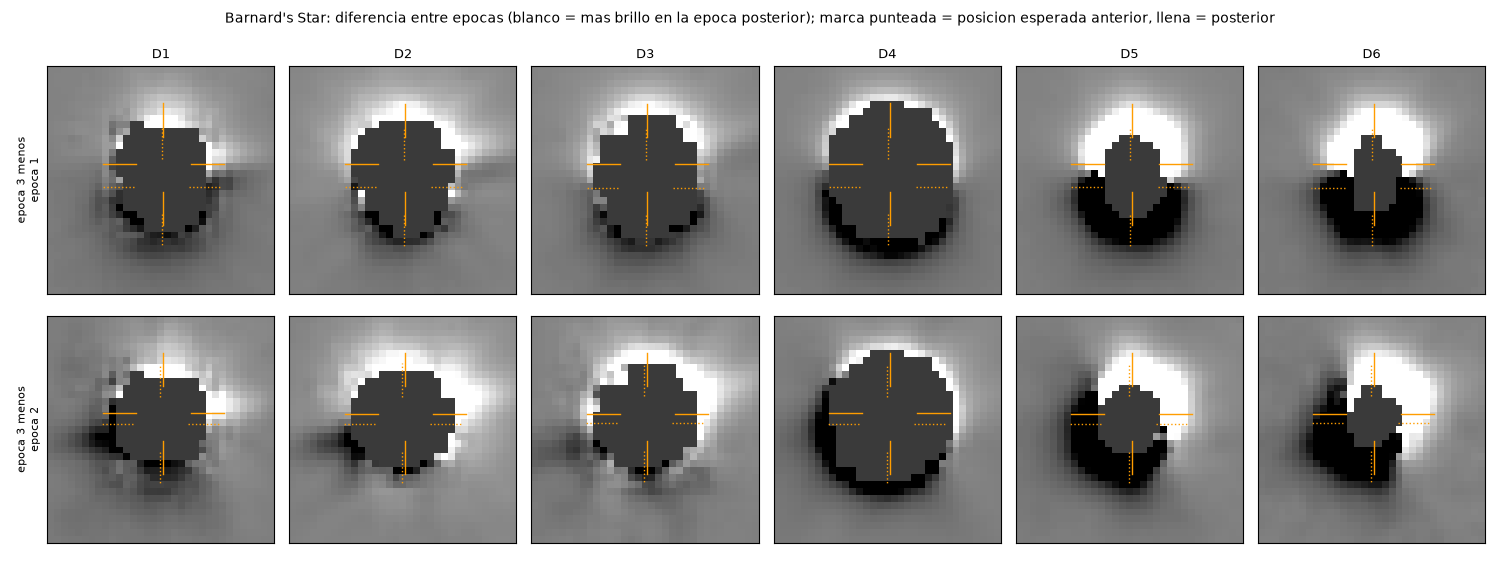 Barnard's Star: diferencia entre epocas (blanco = mas brillo en la epoca posterior); marca punteada = posicion esperada anterior, llena = posterior
D1 D2 D3 D4 D5 D6
epoca 3 menos
epoca 1
epoca 3 menos
epoca 2